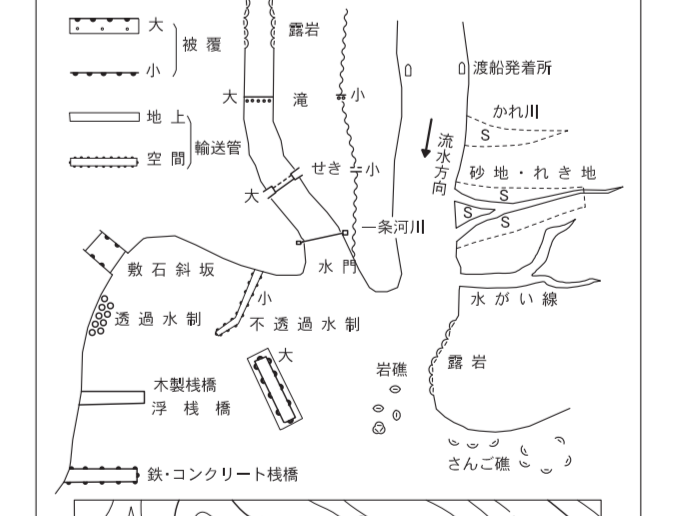 大
被覆
小
地上
輸送管
空間
露岩
大
滝
小
せき
小
大
一条河川
水門
渡船発着所
かれ川
S
流水方向
砂地・れき地
S
S
S
水がい線
敷石斜坂
小
透過水制
不透過水制
大
木製桟橋
浮桟橋
岩礁
露岩
さんご礁
鉄・コンクリート桟橋